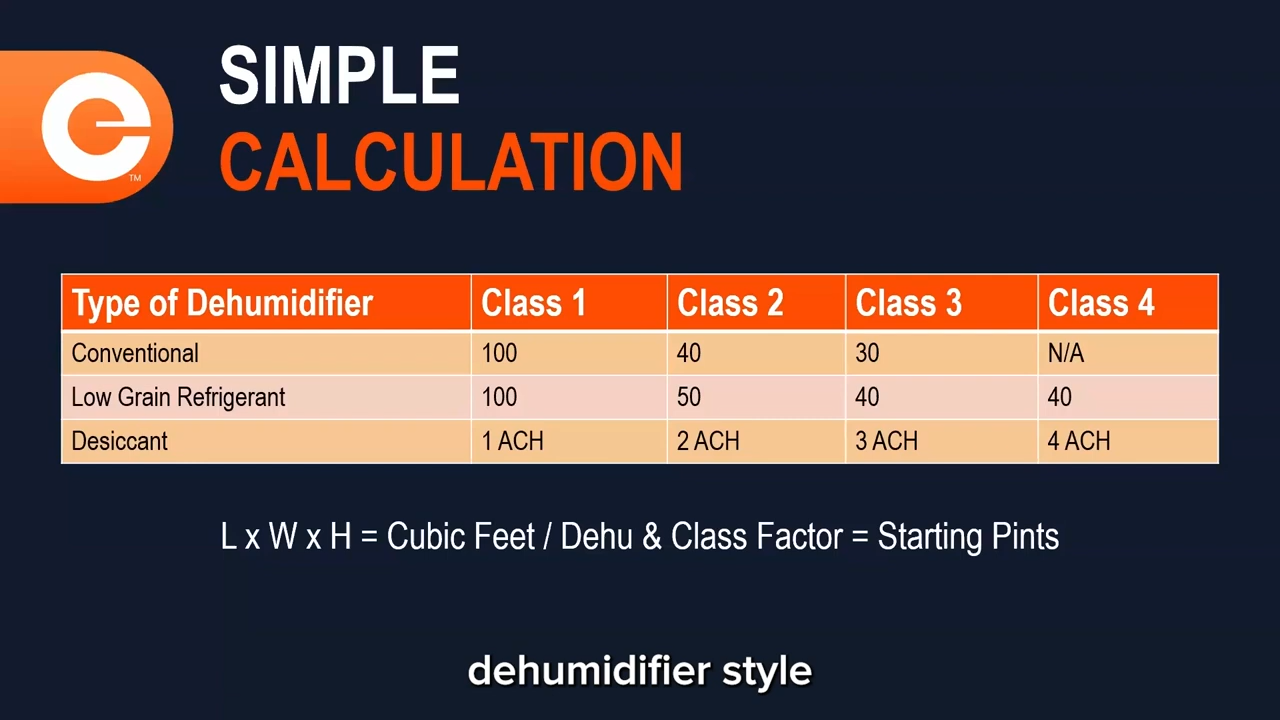 SIMPLE
CALCULATION
TM
Type of Dehumidifier Class 1 Class 2 Class 3 Class 4
Conventional 100 40 30 N/A
Low Grain Refrigerant 100 50 40 40
Desiccant 1 ACH 2 ACH 3 ACH 4 ACH
L x W x H = Cubic Feet / Dehu & Class Factor = Starting Pints
dehumidifier style